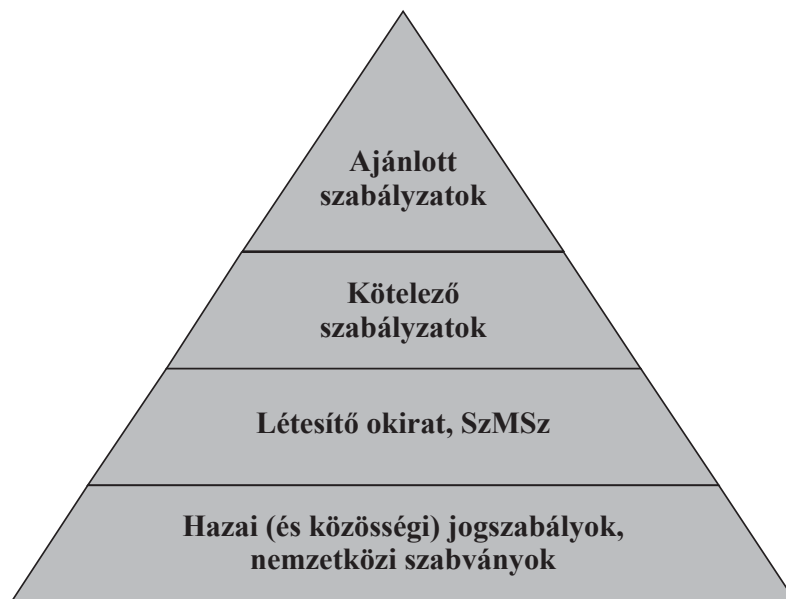 Ajánlott
szabályzatok
Kötelező
szabályzatok
Létesítő okirat, SzMSz
Hazai (és közösségi) jogszabályok,
nemzetközi szabványok